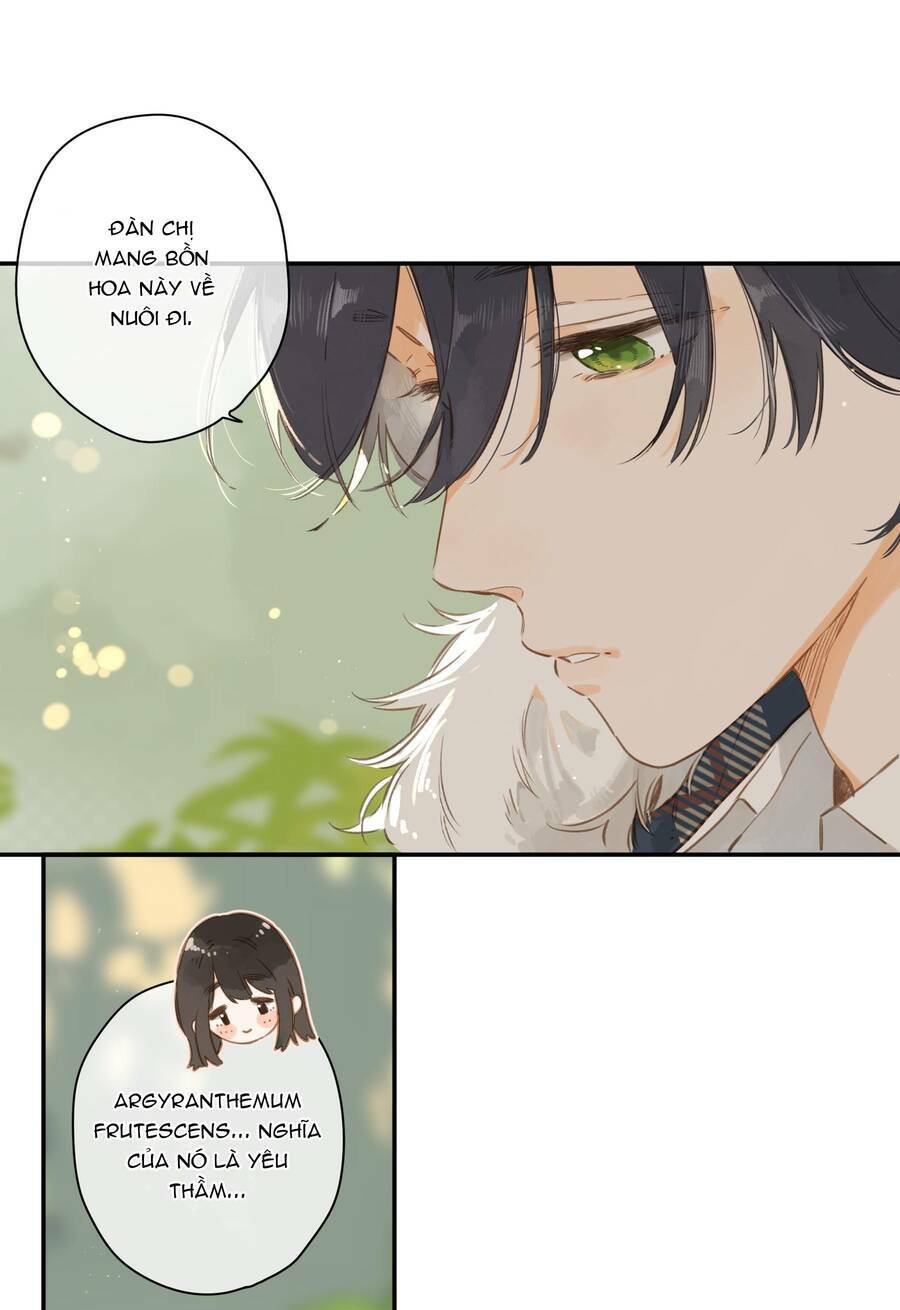 ĐÀN CHỊ
MANG BỒN
HOA NÀY VỀ
NUÔI ĐI.
ARGYRANTHEMUM
FRUTESCENS... NGHĨA
CỦA NÓ LÀ YÊU
THẦM...